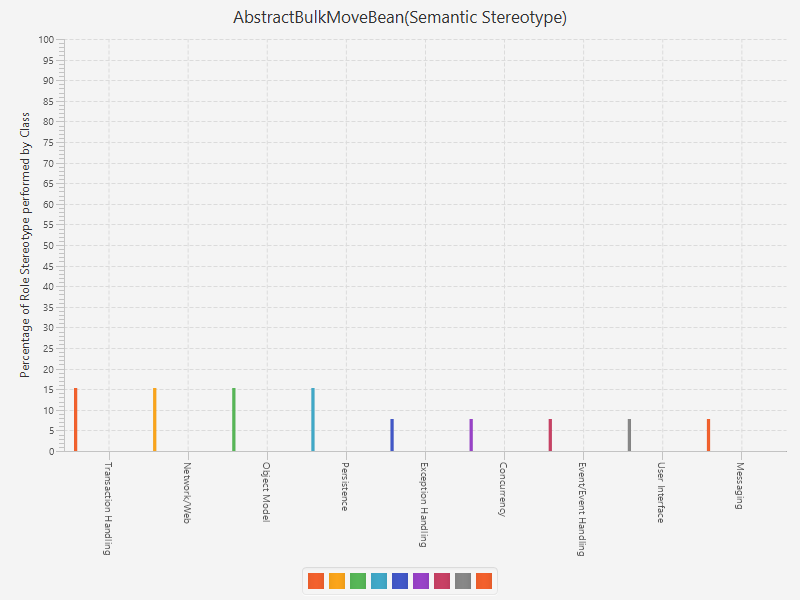 AbstractBulkMoveBean(Semantic Stereotype)
Percentage of Role Stereotype performed by Class
100
95
90
85
80
75
70
65
60
55
50
45
40
35
30
25
20
15
10
5
0
Transaction Handling
Network/Web
Object Model
Persistence
Exception Handling
Concurrency
Event/Event Handling
User Interface
Messaging